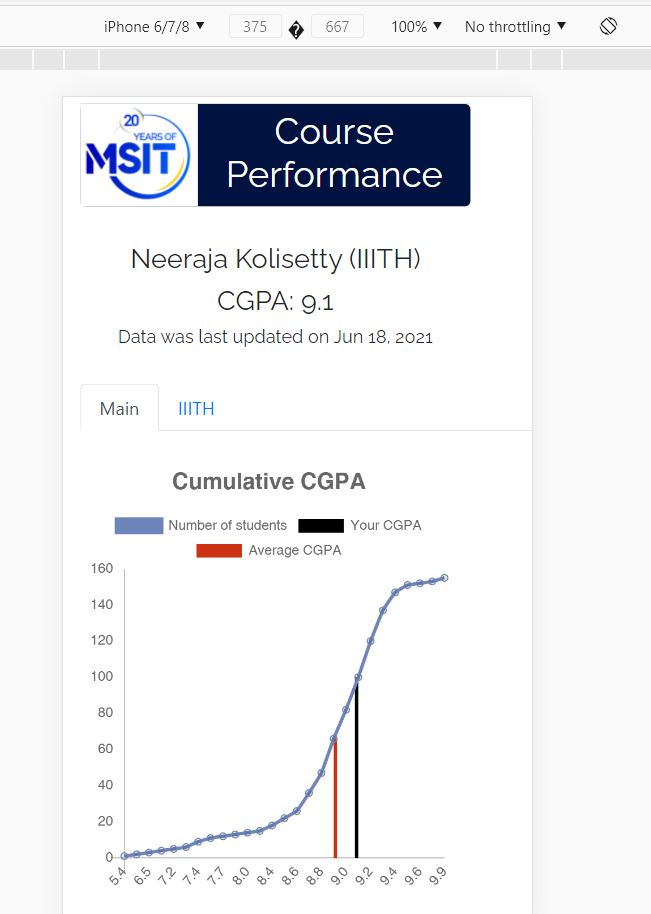 iPhone 6/7/8 ▼ 375 � 667 100% ▼ No throttling ▼
20
YEARS OF
MSIT
Course
Performance
Neeraja Kolisetty (IIITH)
CGPA: 9.1
Data was last updated on Jun 18, 2021
Main IIITH
Cumulative CGPA
Number of students Your CGPA
Average CGPA
160
140
120
100
80
60
40
20
0
5.4 6.5 7.2 7.4 7.7 8.0 8.4 8.6 8.8 9.0 9.2 9.4 9.6 9.9